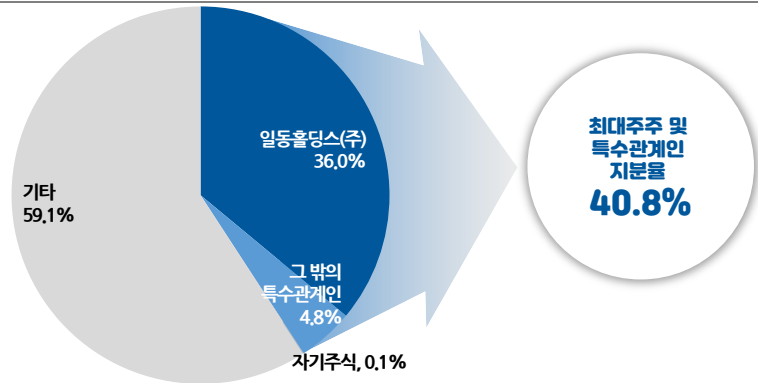 일동홀딩스(주)
36.0%
기타
59.1%
그 밖의
특수관계인
4.8%
자기주식, 0.1%
최대주주 및
특수관계인
지분율
40.8%